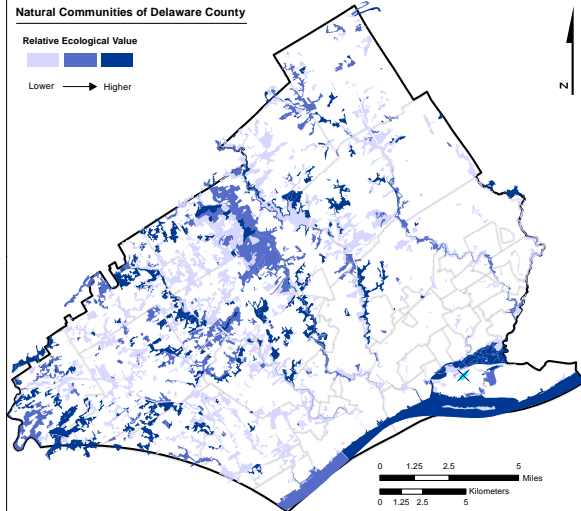 Natural Communities of Delaware County
Relative Ecological Value
Lower Higher
N
0 1.25 2.5 5
Miles
0 1.25 2.5 5
Kilometers